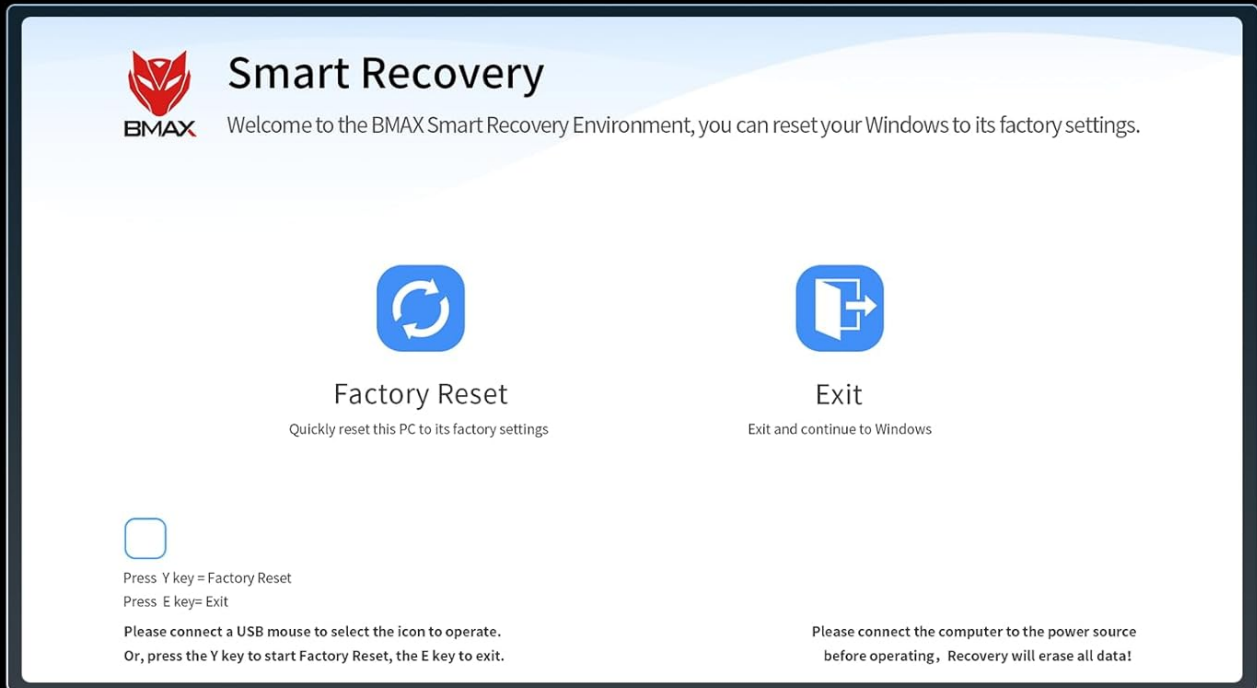 Smart Recovery
BMAX
Welcome to the BMAX Smart Recovery Environment, you can reset your Windows to its factory settings.
Factory Reset
Quickly reset this PC to its factory settings
Exit
Exit and continue to Windows
Press Y key = Factory Reset
Press E key= Exit
Please connect a USB mouse to select the icon to operate.
Or, press the Y key to start Factory Reset, the E key to exit.
Please connect the computer to the power source
before operating，Recovery will erase all data!